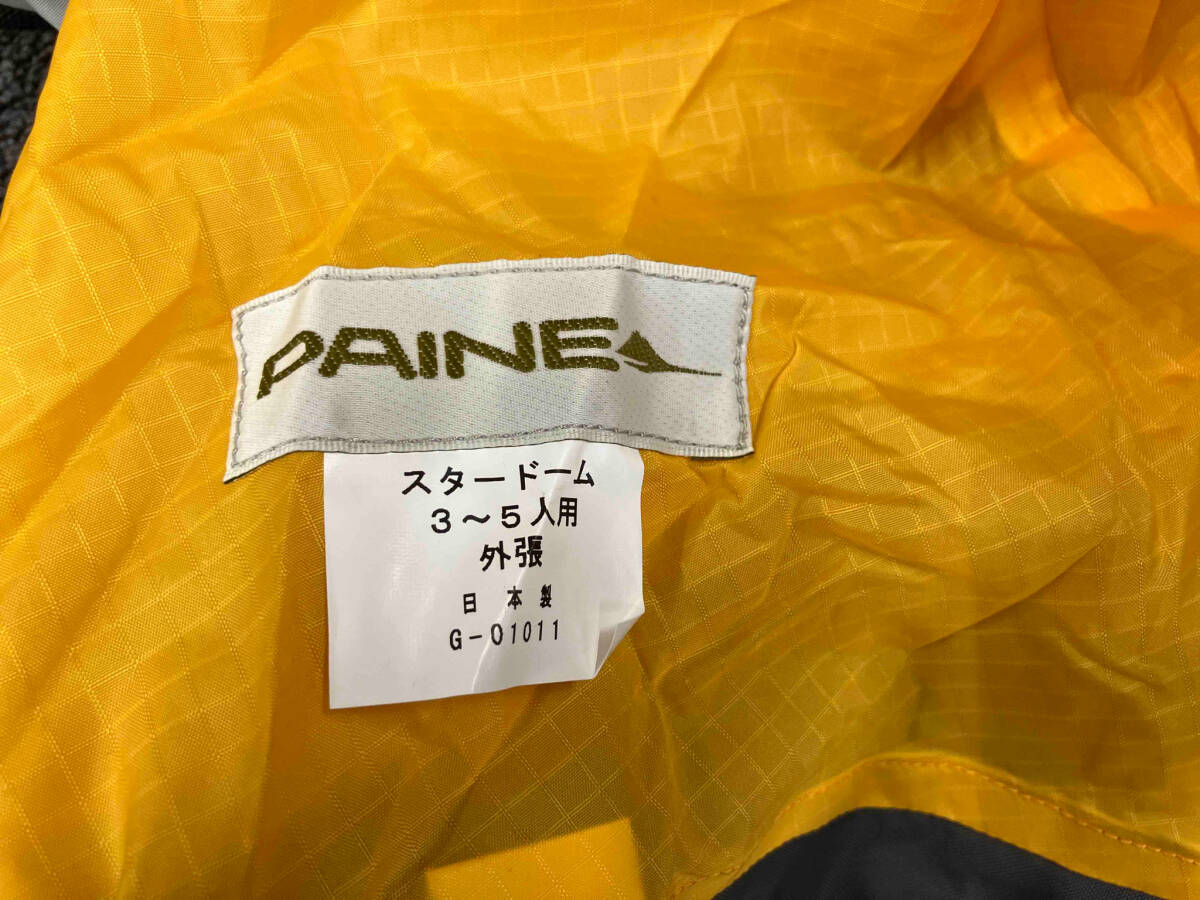 PAINE
スタードーム
3～5人用
外張
日本製
G-01011